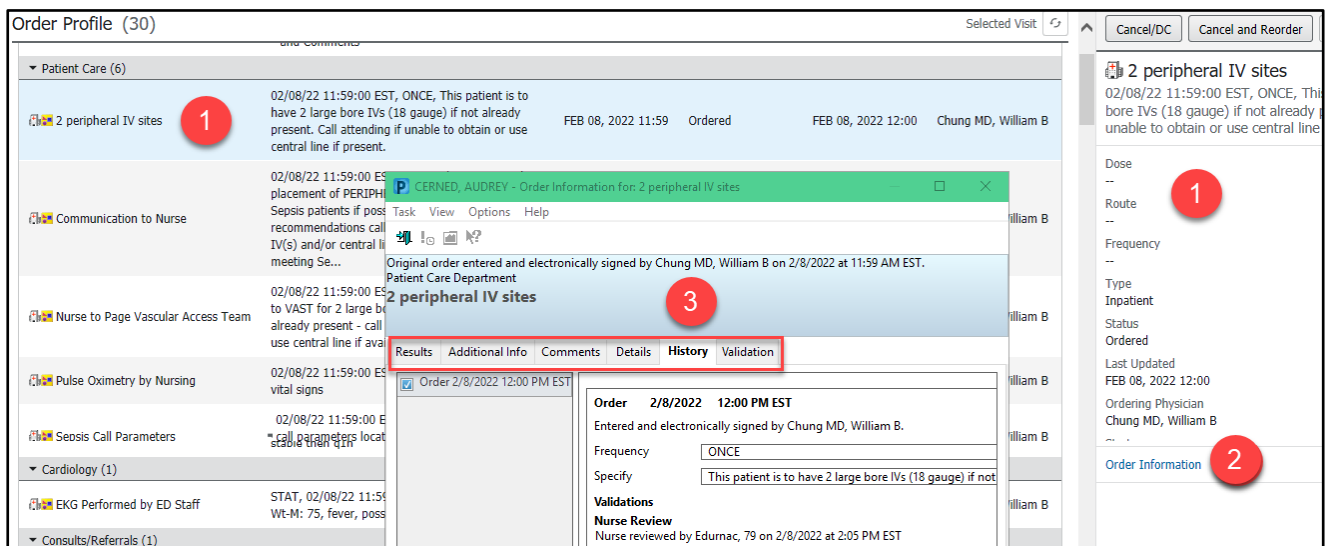 Order Profile (30)
Selected Visit
and Comments
Patient Care (6)
2 peripheral IV sites
1
02/08/22 11:59:00 EST, ONCE, This patient is to
have 2 large bore IVs (18 gauge) if not already
present. Call attending if unable to obtain or use
central line if present.
FEB 08, 2022 11:59
Ordered
FEB 08, 2022 12:00
Chung MD, William B
Communication to Nurse
02/08/22 11:59:00 ES
placement of PERIPH
Sepsis patients if poss
recommendations call
IV(s) and/or central li
meeting Se...
illiam B
Nurse to Page Vascular Access Team
02/08/22 11:59:00 ES
to VAST for 2 large bo
already present - call
use central line if avai
illiam B
Pulse Oximetry by Nursing
02/08/22 11:59:00 ES
vital signs
illiam B
Sepsis Call Parameters
02/08/22 11:59:00 E
* call parameters locat
stable then q1h
illiam B
Cardiology (1)
EKG Performed by ED Staff
STAT, 02/08/22 11:59
Wt-M: 75, fever, poss
illiam B
Consults/Referrals (1)
P CERNED, AUDREY - Order Information for: 2 peripheral IV sites
Task View Options Help
Original order entered and electronically signed by Chung MD, William B on 2/8/2022 at 11:59 AM EST.
Patient Care Department
2 peripheral IV sites
3
Results Additional Info Comments Details History Validation
Order 2/8/2022 12:00 PM EST
Order 2/8/2022 12:00 PM EST
Entered and electronically signed by Chung MD, William B.
Frequency ONCE
Specify This patient is to have 2 large bore IVs (18 gauge) if not
Validations
Nurse Review
Nurse reviewed by Edurnac, 79 on 2/8/2022 at 2:05 PM EST
Cancel/DC Cancel and Reorder
2 peripheral IV sites
02/08/22 11:59:00 EST, ONCE, Thi
bore IVs (18 gauge) if not already p
unable to obtain or use central line
Dose
--
1
Route
--
Frequency
--
Type
Inpatient
Status
Ordered
Last Updated
FEB 08, 2022 12:00
Ordering Physician
Chung MD, William B
Order Information
2